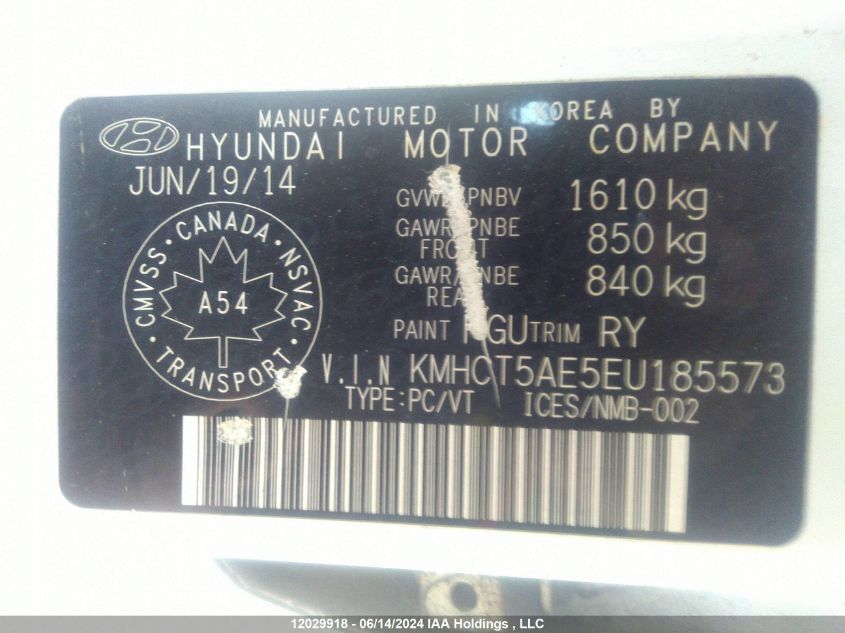 MANUFACTURED IN KOREA BY
HYUNDAI MOTOR COMPANY
JUN/19/14
1610 kg
850 kg
FRONT
840 kg
REAR
CANADA · NSVAC · TRANSPORT · CMVSS ·
A54
PAINT TRIM RY
V.I.N KMHCT5AE5EU185573
TYPE:PC/VT ICES/NMB-002
12029918 - 06/14/2024 IAA Holdings , LLC